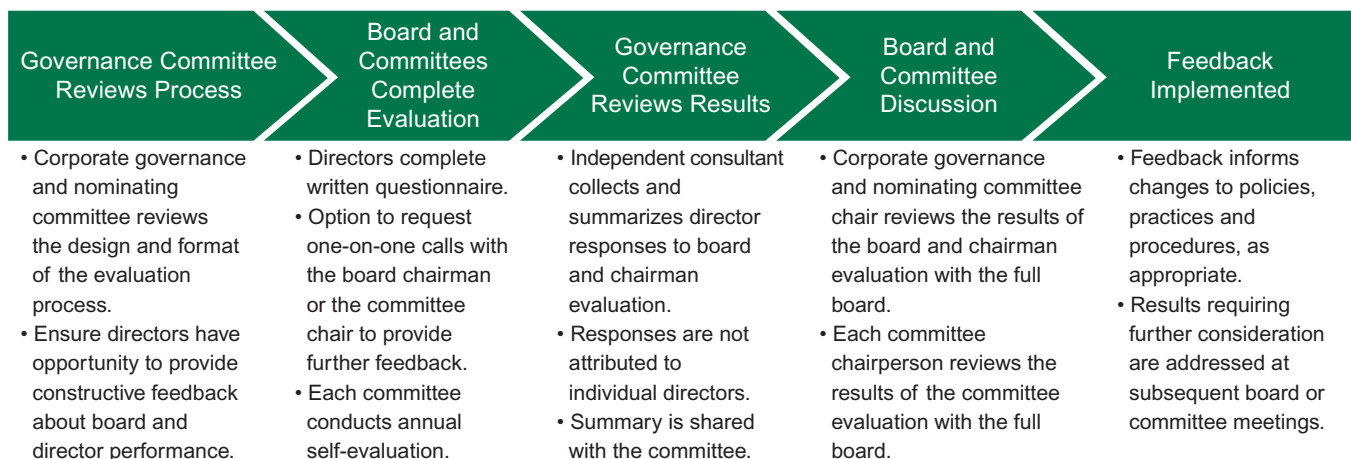 Governance Committee
Reviews Process
Board and
Committees
Complete
Evaluation
Governance
Committee
Reviews Results
Board and
Committee
Discussion
Feedback
Implemented
• Corporate governance
and nominating
committee reviews
the design and format
of the evaluation
process.
• Ensure directors have
opportunity to provide
constructive feedback
about board and
director performance.
• Directors complete
written questionnaire.
• Option to request
one-on-one calls with
the board chairman
or the committee
chair to provide
further feedback.
• Each committee
conducts annual
self-evaluation.
• Independent consultant
collects and
summarizes director
responses to board
and chairman
evaluation.
• Responses are not
attributed to
individual directors.
• Summary is shared
with the committee.
• Corporate governance
and nominating committee
chair reviews the results of
the board and chairman
evaluation with the full
board.
• Each committee
chairperson reviews the
results of the committee
evaluation with the full
board.
• Feedback informs
changes to policies,
practices and
procedures, as
appropriate.
• Results requiring
further consideration
are addressed at
subsequent board or
committee meetings.